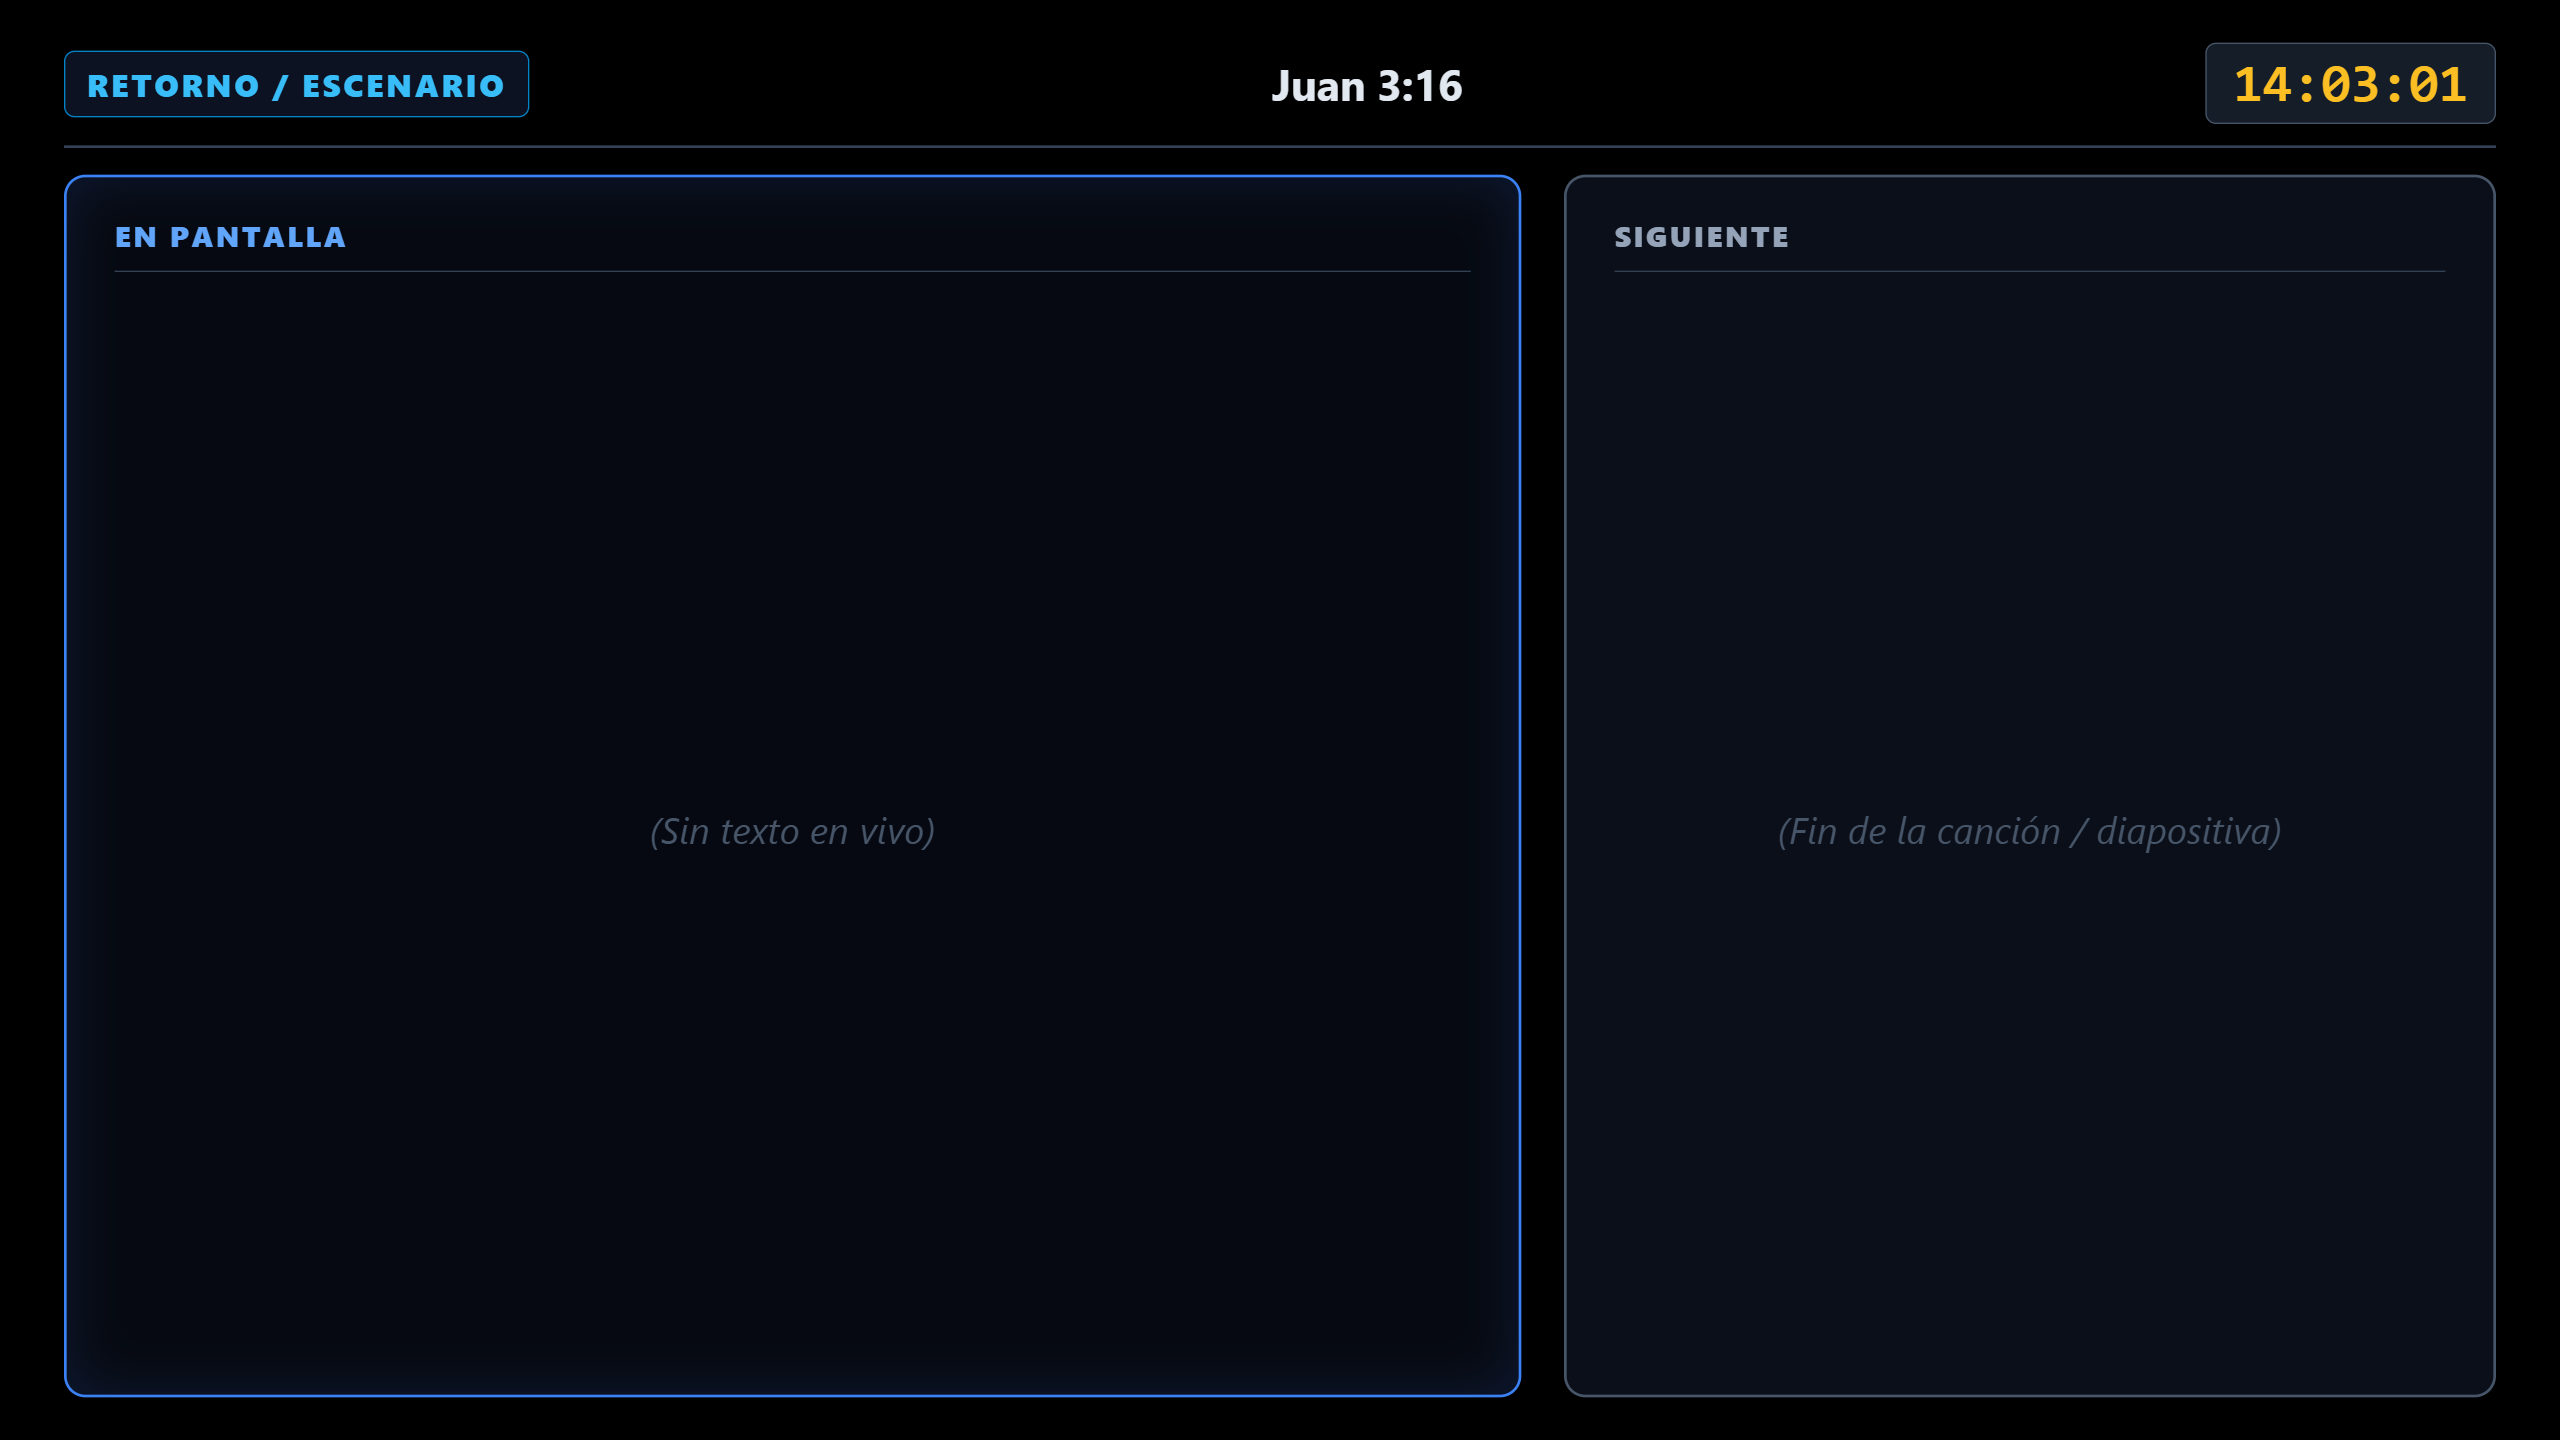 RETORNO / ESCENARIO
Juan 3:16
14:03:01
EN PANTALLA
(Sin texto en vivo)
SIGUIENTE
(Fin de la canción / diapositiva)